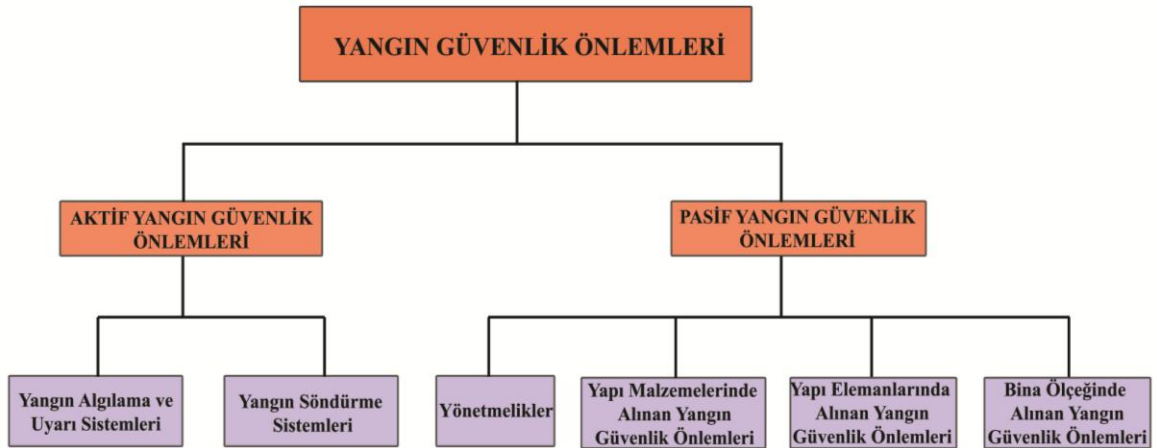 YANGIN GÜVENLİK ÖNLEMLERİ
AKTİF YANGIN GÜVENLİK
ÖNLEMLERİ
PASİF YANGIN GÜVENLİK
ÖNLEMLERİ
Yangın Algılama ve
Uyarı Sistemleri
Yangın Söndürme
Sistemleri
Yönetmelikler
Yapı Malzemelerinde
Alınan Yangın
Güvenlik Önlemleri
Yapı Elemanlarında
Alınan Yangın
Güvenlik Önlemleri
Bina Ölçeğinde
Alınan Yangın
Güvenlik Önlemleri